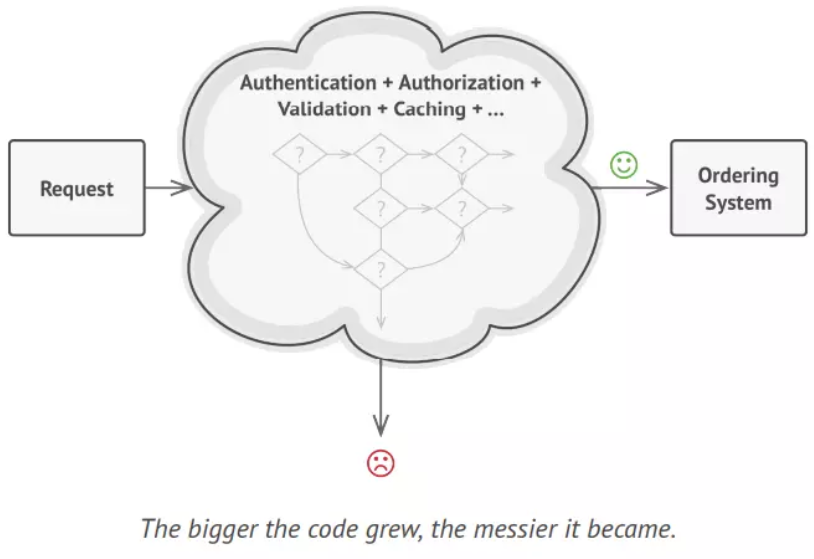 Authentication + Authorization +
Validation + Caching + ...
? ? ?
Request
Ordering
System
? ?
?
The bigger the code grew, the messier it became.